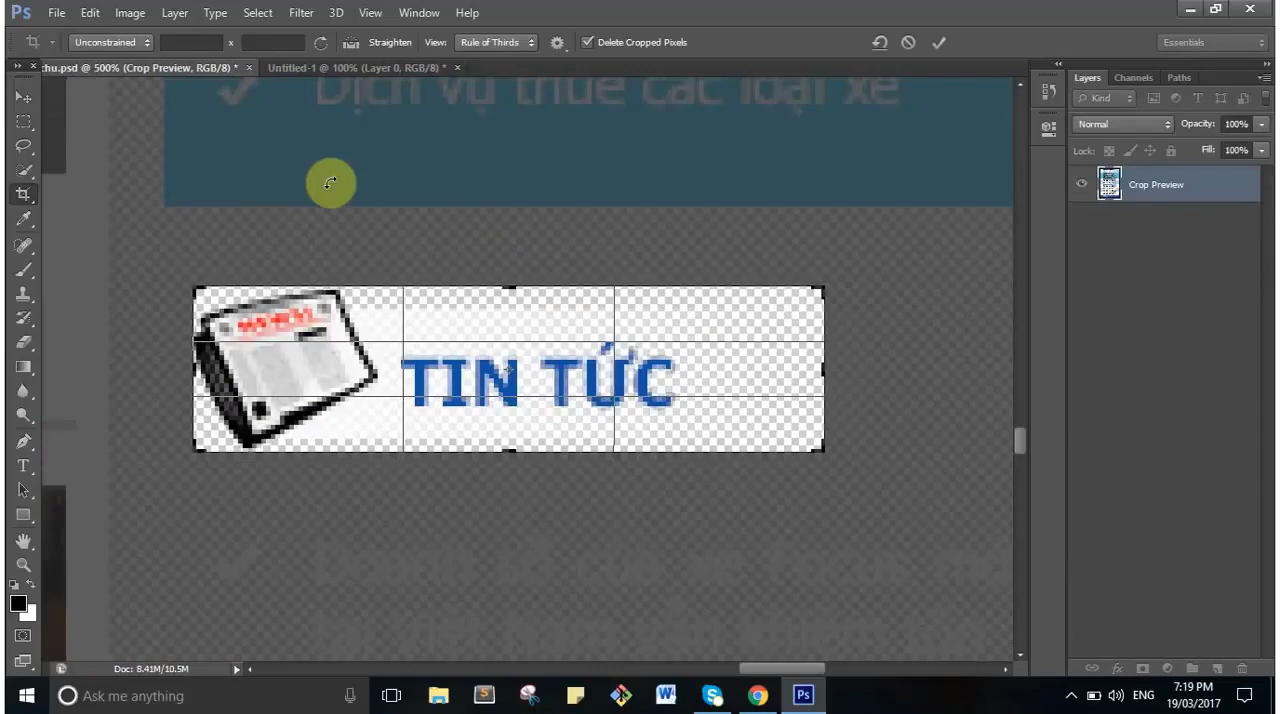 Ps File Edit Image Layer Type Select Filter 3D View Window Help
Unconstrained x Straighten View: Rule of Thirds Delete Cropped Pixels Essentials
chu.psd @ 500% (Crop Preview, RGB/8) * × Untitled-1 @ 100% (Layer 0, RGB/8) * ×
Layers Channels Paths
Kind
Normal Opacity: 100%
Lock: Fill: 100%
Crop Preview
Dịch vụ thuê các loại xe
TIN TỨC
Doc: 8.41M/10.5M
Ask me anything
ENG
7:19 PM
19/03/2017